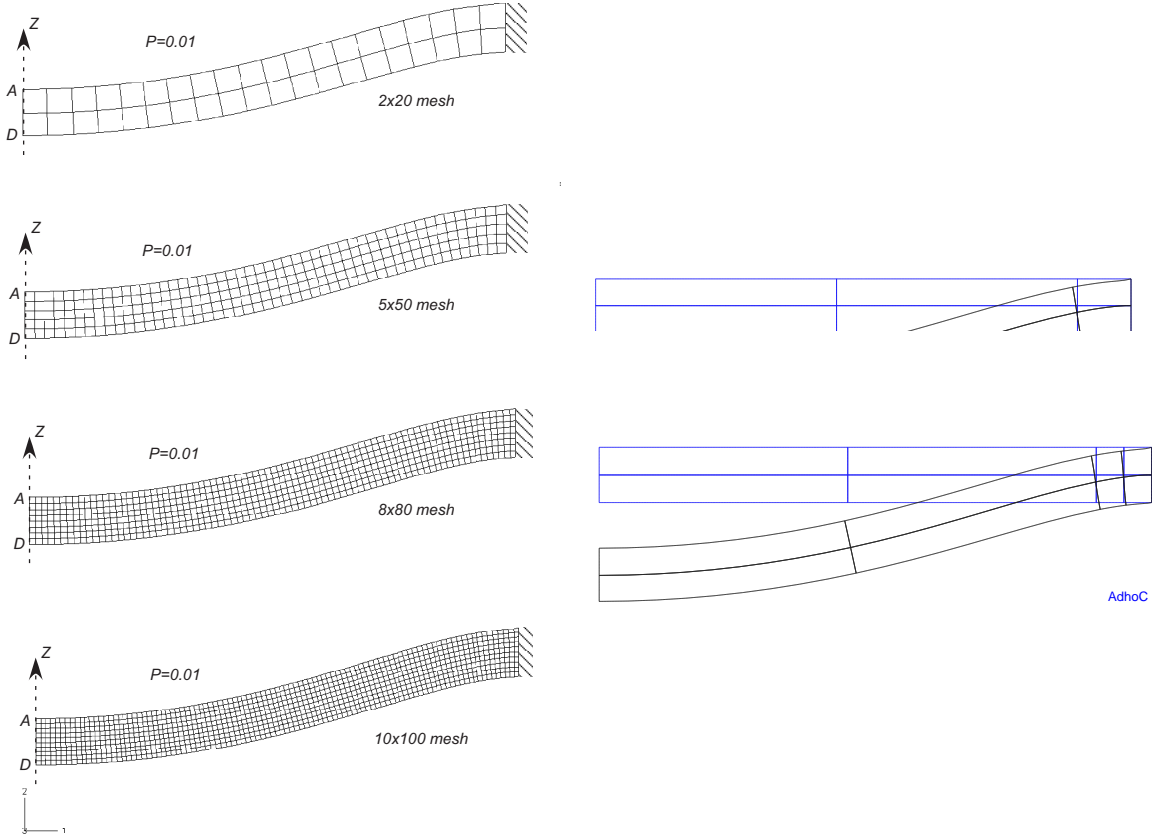 Z
P=0.01
A
2x20 mesh
D
Z
P=0.01
A
5x50 mesh
D
Z
P=0.01
A
8x80 mesh
D
AdhoC
Z
P=0.01
A
10x100 mesh
D
2
3 1